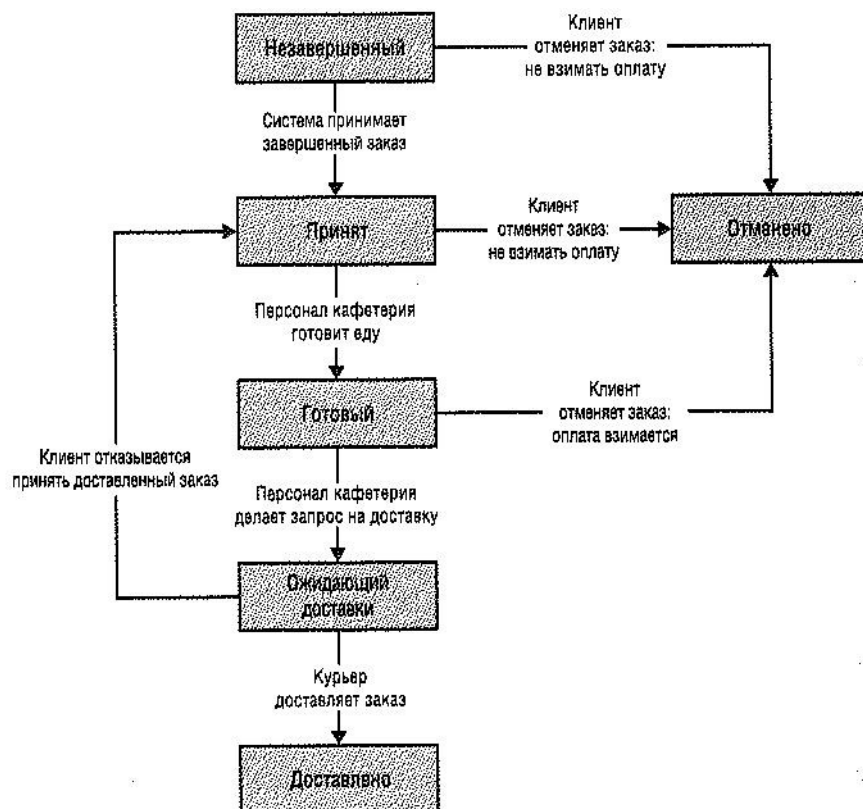 Незавершенный
Клиент
отменяет заказ:
не взимать оплату
Система принимает
завершенный заказ
Принят
Клиент
отменяет заказ:
не взимать оплату
Отманено
Персонал кафетерия
готовит еду
Готовый
Клиент
отменяет заказ:
оплата взимается
Клиент отказывается
принять доставленный заказ
Персонал кафетерия
делает запрос на доставку
Ожидающий
доставки
Курьер
доставляет заказ
Доставлвно